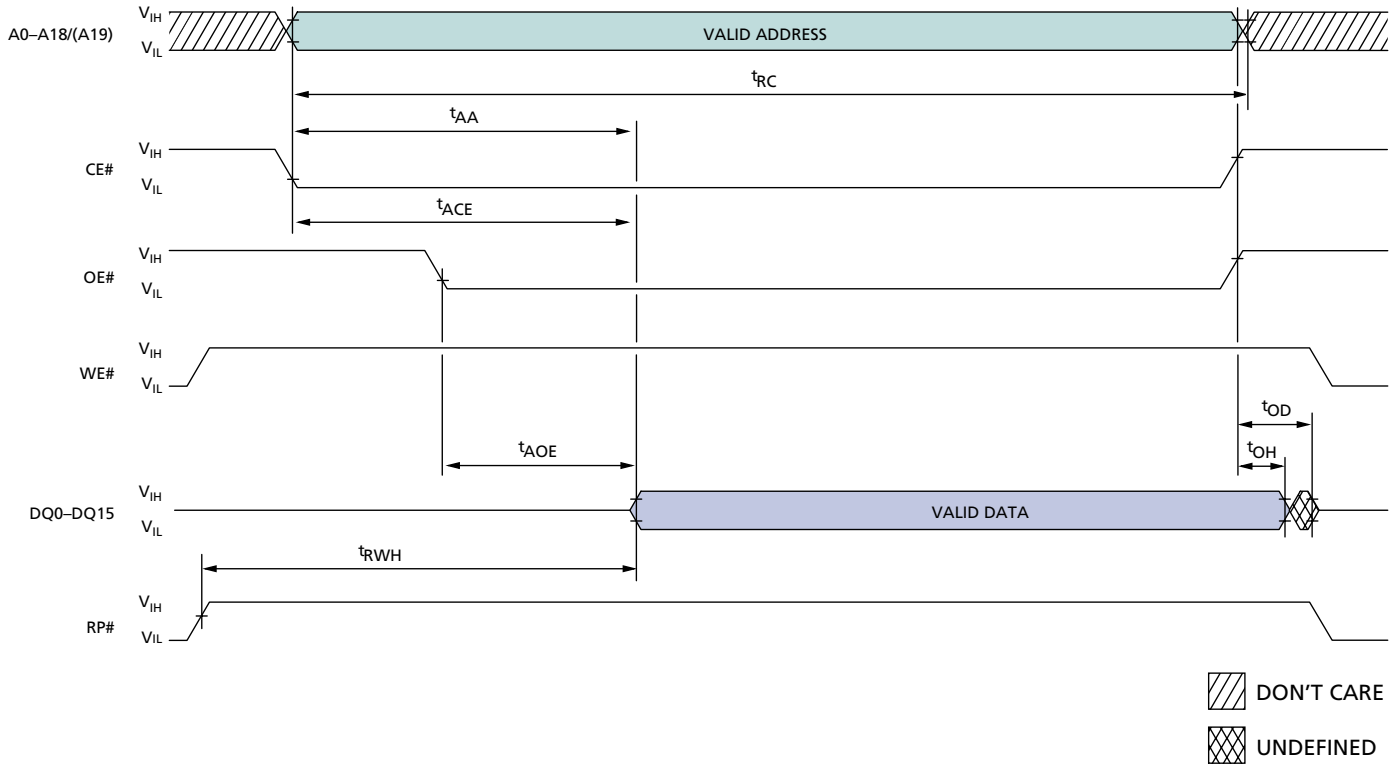 A0–A18/(A19)
VIH
VIL
VALID ADDRESS
tRC
tAA
CE#
VIH
VIL
tACE
OE#
VIH
VIL
WE#
VIH
VIL
tOD
tAOE
tOH
DQ0–DQ15
VIH
VIL
VALID DATA
tRWH
RP#
VIH
VIL
DON'T CARE
UNDEFINED